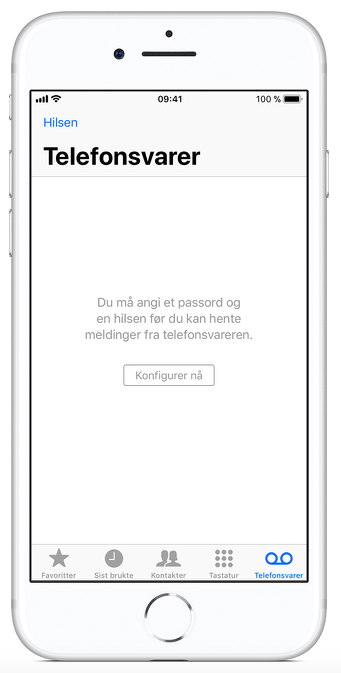 09:41
100 %
Hilsen
Telefonsvarer
Du må angi et passord og
en hilsen før du kan hente
meldinger fra telefonsvareren.
Konfigurer nå
Favoritter
Sist brukte
Kontakter
Tastatur
Telefonsvarer